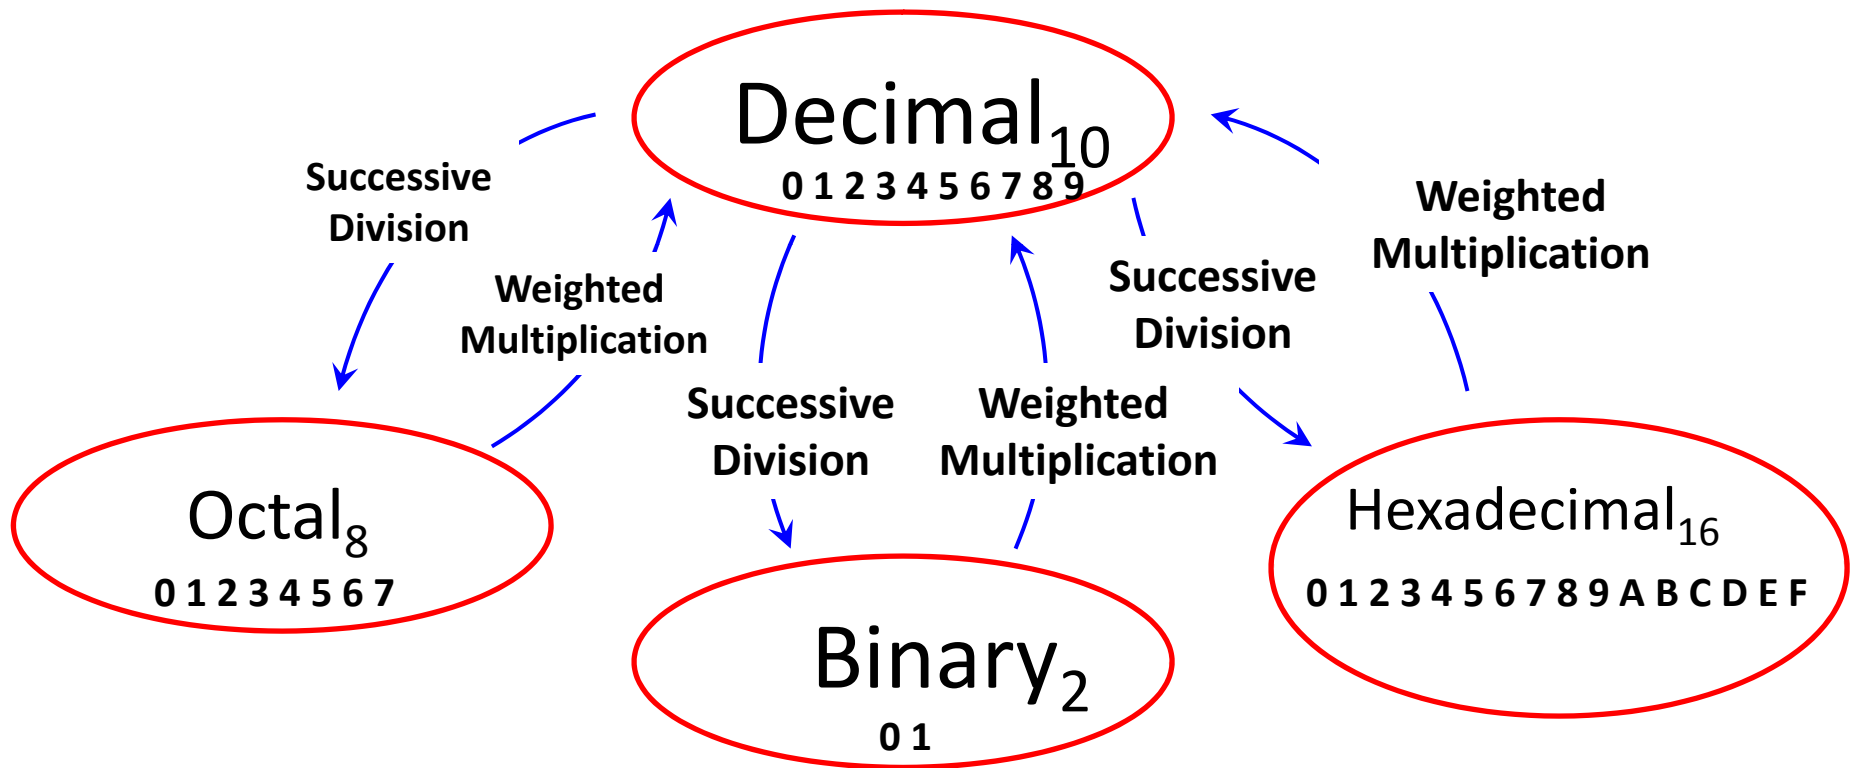 Decimal10
0 1 2 3 4 5 6 7 8 9
Successive
Division
Weighted
Multiplication
Successive
Division
Weighted
Multiplication
Successive
Division
Weighted
Multiplication
Octal8
0 1 2 3 4 5 6 7
Hexadecimal16
0 1 2 3 4 5 6 7 8 9 A B C D E F
Binary2
0 1